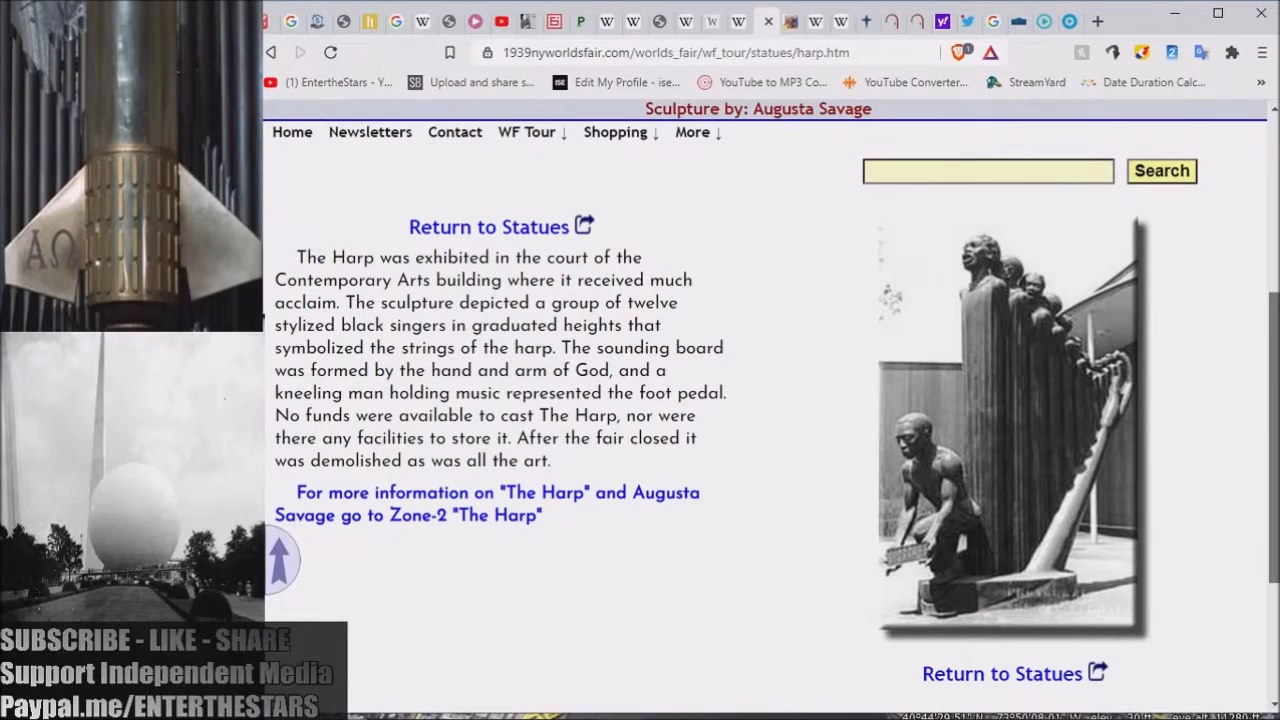 1939nyworldsfair.com/worlds_fair/wf_tour/statues/harp.htm
(1) EntertheStars - Y... Upload and share s... Edit My Profile - ise... YouTube to MP3 Co... YouTube Converter... StreamYard Date Duration Calc...
Sculpture by: Augusta Savage
Home Newsletters Contact WF Tour ↓ Shopping ↓ More ↓
Search
Return to Statues
The Harp was exhibited in the court of the
Contemporary Arts building where it received much
acclaim. The sculpture depicted a group of twelve
stylized black singers in graduated heights that
symbolized the strings of the harp. The sounding board
was formed by the hand and arm of God, and a
kneeling man holding music represented the foot pedal.
No funds were available to cast The Harp, nor were
there any facilities to store it. After the fair closed it
was demolished as was all the art.
For more information on "The Harp" and Augusta
Savage go to Zone-2 "The Harp"
Return to Statues
ΑΩ
SUBSCRIBE - LIKE - SHARE
Support Independent Media
Paypal.me/ENTERTHESTARS